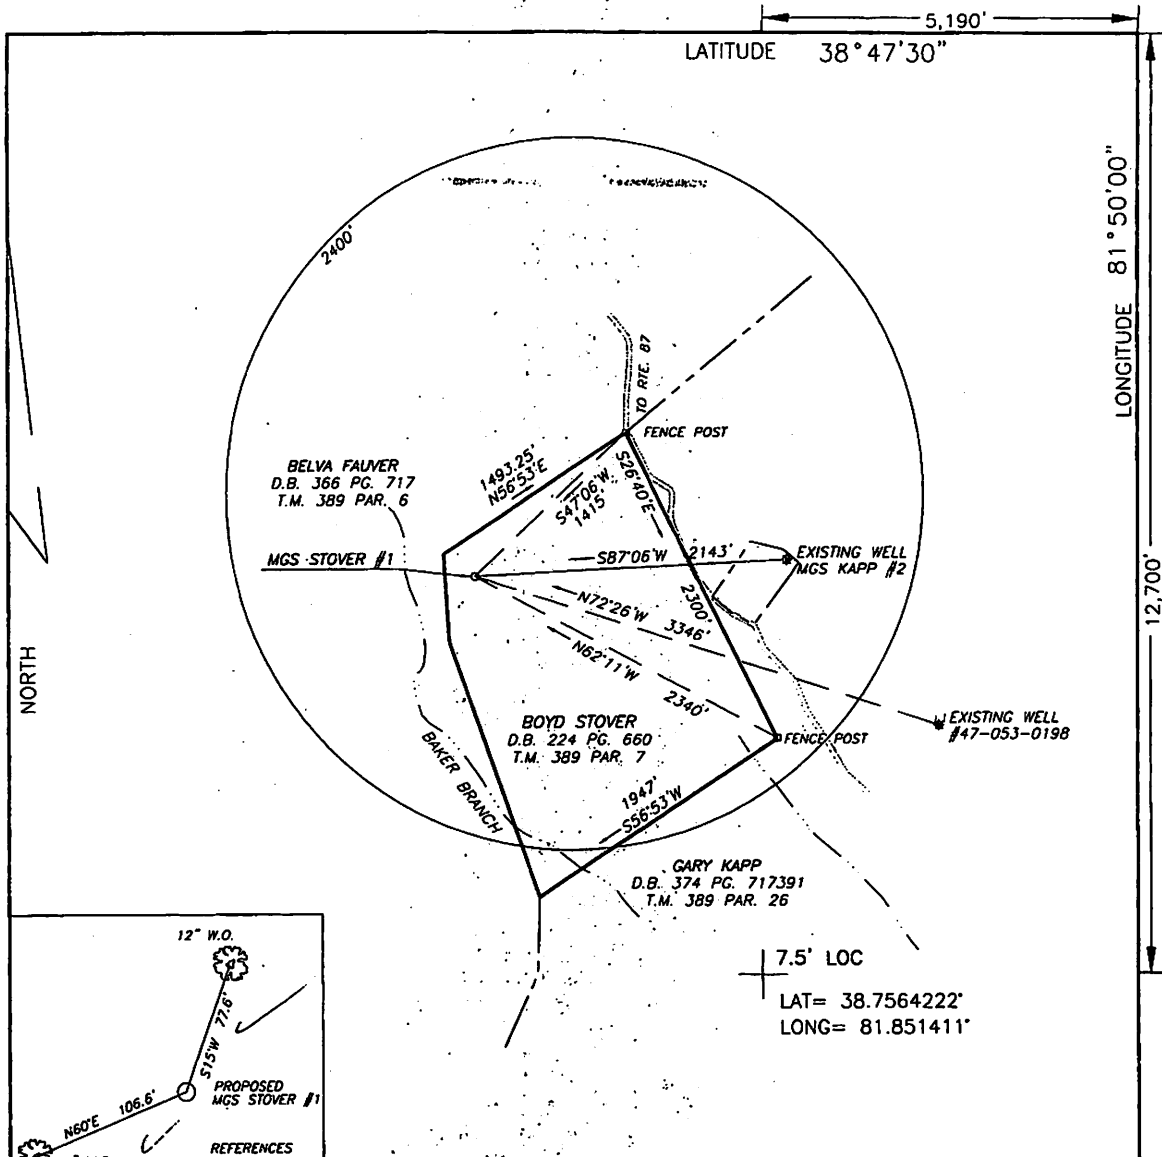 5,190'
LATITUDE 38°47'30"
LONGITUDE 81°50'00"
12,700'
2400'
TO RTE. 87
FENCE POST
1493.25'
N56°53'E
S47°06'W
1415'
S26°40'E
2300'
BELVA FAUVER
D.B. 366 PG. 717
T.M. 389 PAR. 6
MGS STOVER #1
S87°06'W 2143'
EXISTING WELL
MGS KAPP #2
N72°26'W 3346'
N62°11'W 2340'
NORTH
EXISTING WELL
#47-053-0198
BOYD STOVER
D.B. 224 PG. 660
T.M. 389 PAR. 7
FENCE POST
BAKER BRANCH
1947'
S56°53'W
GARY KAPP
D.B. 374 PG. 717391
T.M. 389 PAR. 26
7.5' LOC
LAT= 38.7564222°
LONG= 81.851411°
12" W.O.
S15°W 77.6'
PROPOSED
MGS STOVER #1
N60°E 106.6'
REFERENCES